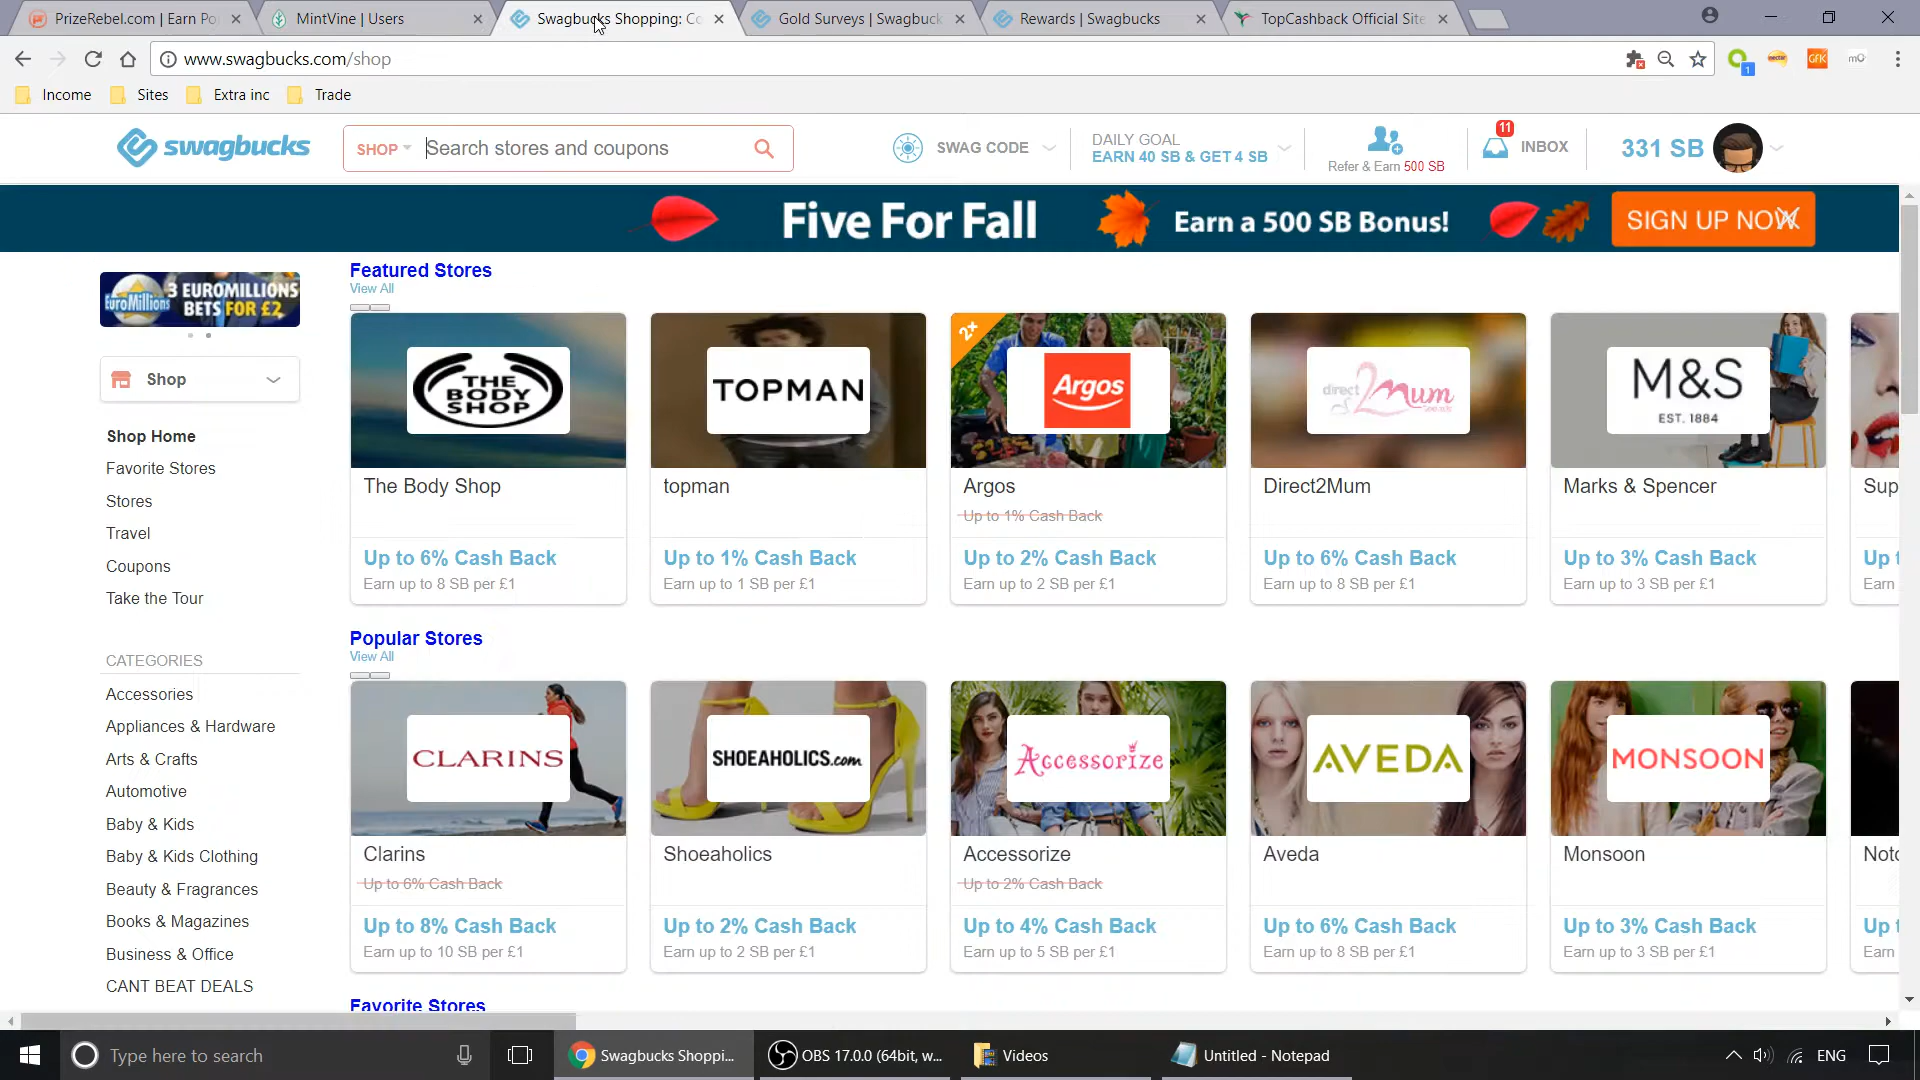 PrizeRebel.com | Earn Po
MintVine | Users
Swagbucks Shopping: Co
Gold Surveys | Swagbuck
Rewards | Swagbucks
TopCashback Official Site
www.swagbucks.com/shop
1
nectar
GFK
mO
Income
Sites
Extra inc
Trade
swagbucks
SHOP
Search stores and coupons
SWAG CODE
DAILY GOAL
EARN 40 SB & GET 4 SB
Refer & Earn 500 SB
11
INBOX
331 SB
Five For Fall
Earn a 500 SB Bonus!
SIGN UP NOW
EuroMillions
3 EUROMILLIONS
BETS FOR £2
Shop
Shop Home
Favorite Stores
Stores
Travel
Coupons
Take the Tour
CATEGORIES
Accessories
Appliances & Hardware
Arts & Crafts
Automotive
Baby & Kids
Baby & Kids Clothing
Beauty & Fragrances
Books & Magazines
Business & Office
CANT BEAT DEALS
Featured Stores
View All
THE
BODY
SHOP
The Body Shop
Up to 6% Cash Back
Earn up to 8 SB per £1
TOPMAN
topman
Up to 1% Cash Back
Earn up to 1 SB per £1
2+
Argos
Argos
Up to 1% Cash Back
Up to 2% Cash Back
Earn up to 2 SB per £1
direct
2Mum
Direct2Mum
Up to 6% Cash Back
Earn up to 8 SB per £1
M&S
EST. 1884
Marks & Spencer
Up to 3% Cash Back
Earn up to 3 SB per £1
Sup
Up t
Earn
Popular Stores
View All
CLARINS
Clarins
Up to 6% Cash Back
Up to 8% Cash Back
Earn up to 10 SB per £1
SHOEAHOLICS.com
Shoeaholics
Up to 2% Cash Back
Earn up to 2 SB per £1
Accessorize
Accessorize
Up to 2% Cash Back
Up to 4% Cash Back
Earn up to 5 SB per £1
AVEDA
Aveda
Up to 6% Cash Back
Earn up to 8 SB per £1
MONSOON
Monsoon
Up to 3% Cash Back
Earn up to 3 SB per £1
Up t
Earn
Favorite Stores
Type here to search
Swagbucks Shoppi...
OBS 17.0.0 (64bit, w...
Videos
Untitled - Notepad
ENG